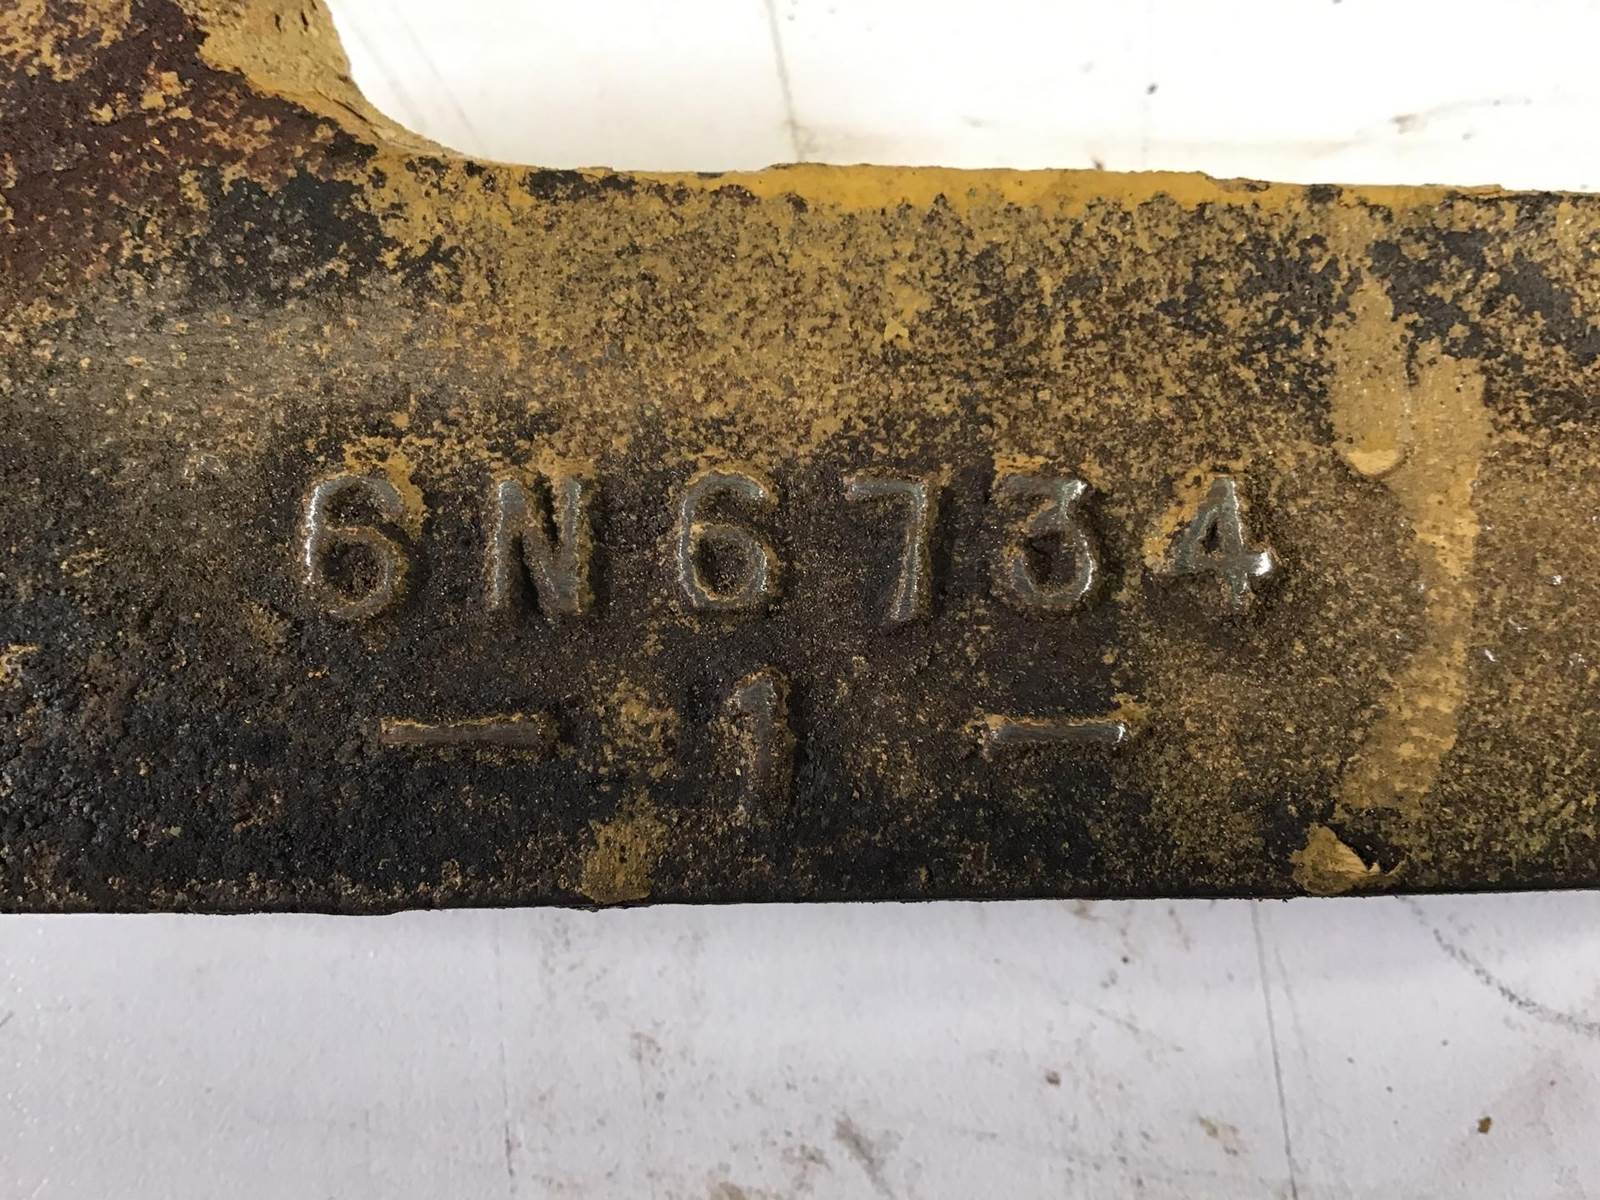 6N6734
— 1 —